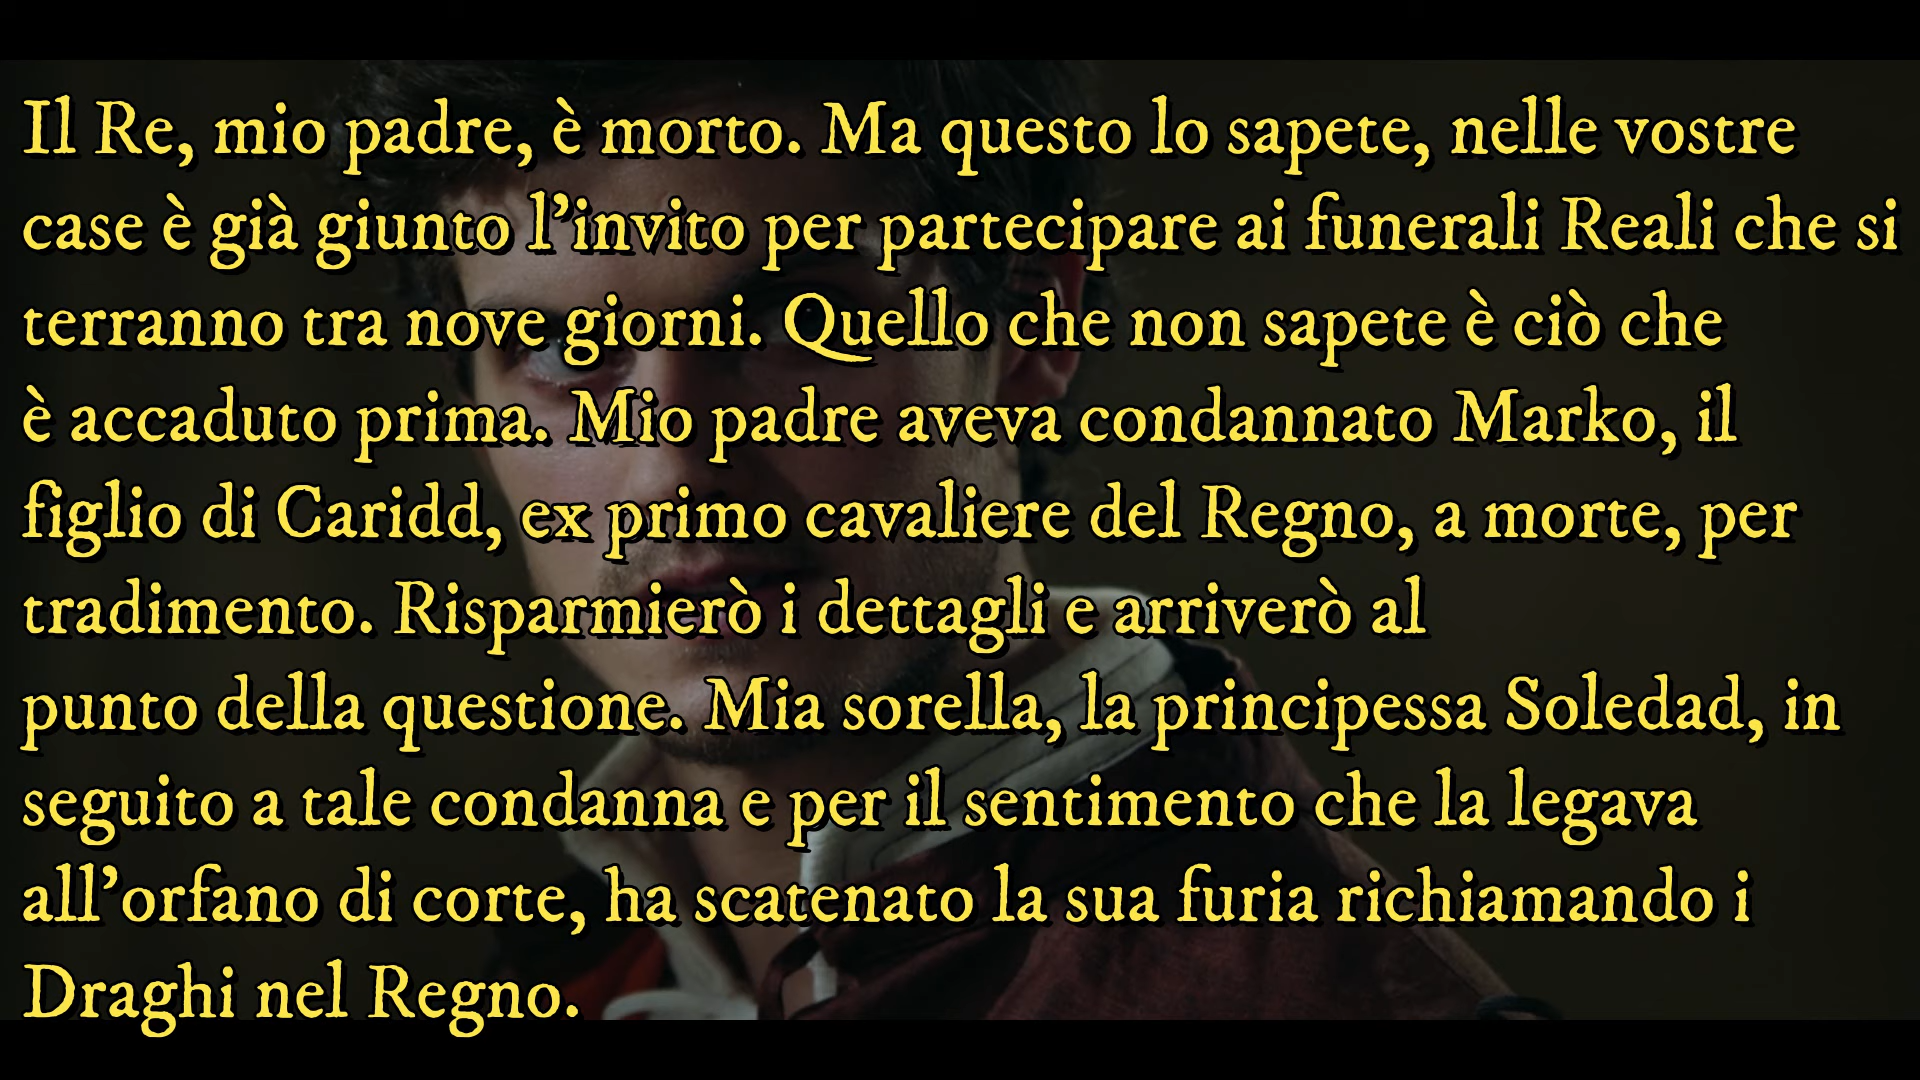 Il Re, mio padre, è morto. Ma questo lo sapete, nelle vostre
case è già giunto l’invito per partecipare ai funerali Reali che si
terranno tra nove giorni. Quello che non sapete è ciò che
è accaduto prima. Mio padre aveva condannato Marko, il
figlio di Caridd, ex primo cavaliere del Regno, a morte, per
tradimento. Risparmierò i dettagli e arriverò al
punto della questione. Mia sorella, la principessa Soledad, in
seguito a tale condanna e per il sentimento che la legava
all’orfano di corte, ha scatenato la sua furia richiamando i
Draghi nel Regno.